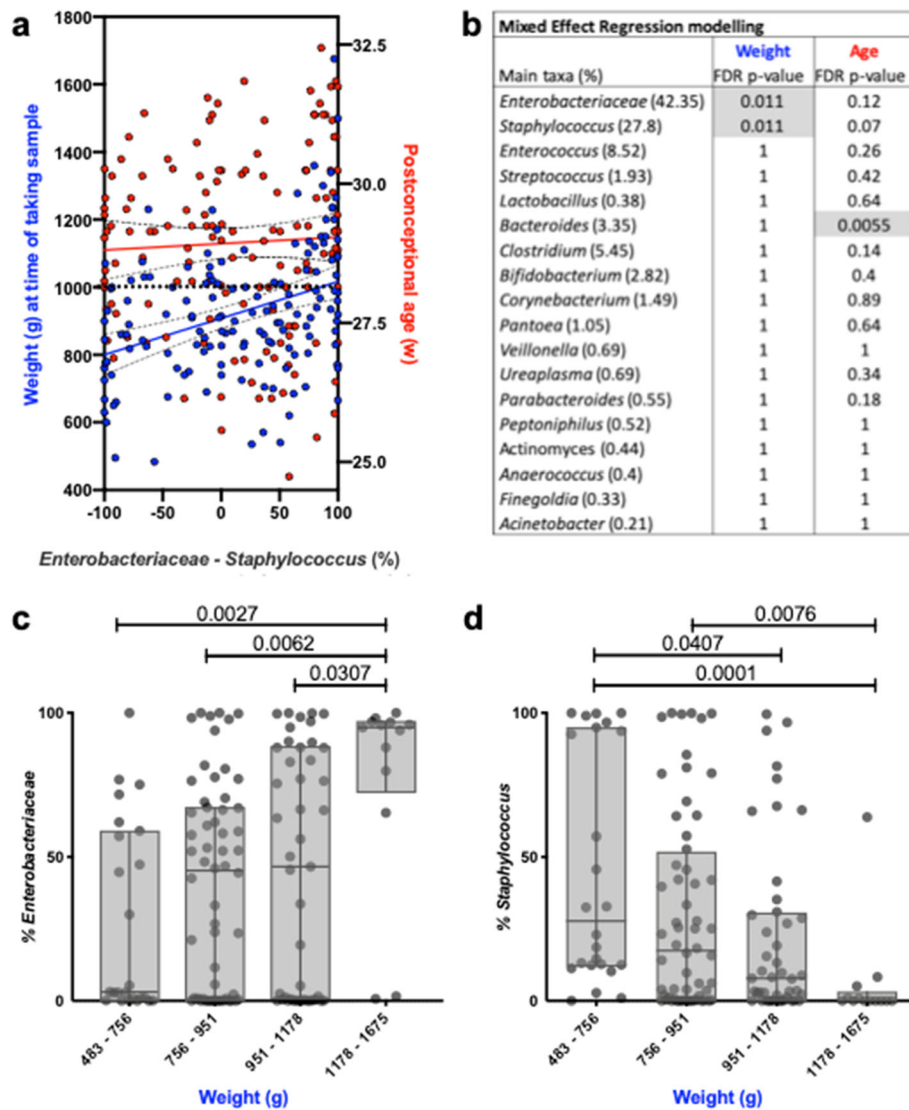 a
1800
1600
1400
1200
1000
800
600
400
Weight (g) at time of taking sample
32.5
30.0
27.5
25.0
Postconceptional age (w)
-100 -50 0 50 100
Enterobacteriaceae - Staphylococcus (%)
b
Mixed Effect Regression modelling
Weight Age
Main taxa (%) FDR p-value FDR p-value
Enterobacteriaceae (42.35) 0.011 0.12
Staphylococcus (27.8) 0.011 0.07
Enterococcus (8.52) 1 0.26
Streptococcus (1.93) 1 0.42
Lactobacillus (0.38) 1 0.64
Bacteroides (3.35) 1 0.0055
Clostridium (5.45) 1 0.14
Bifidobacterium (2.82) 1 0.4
Corynebacterium (1.49) 1 0.89
Pantoea (1.05) 1 0.64
Veillonella (0.69) 1 1
Ureaplasma (0.69) 1 0.34
Parabacteroides (0.55) 1 0.18
Peptoniphilus (0.52) 1 1
Actinomyces (0.44) 1 1
Anaerococcus (0.4) 1 1
Finegoldia (0.33) 1 1
Acinetobacter (0.21) 1 1
c
0.0027
0.0062
0.0307
100
50
0
% Enterobacteriaceae
483 - 756
756 - 951
951 - 1178
1178 - 1675
Weight (g)
d
0.0076
0.0407
0.0001
100
50
0
% Staphylococcus
483 - 756
756 - 951
951 - 1178
1178 - 1675
Weight (g)